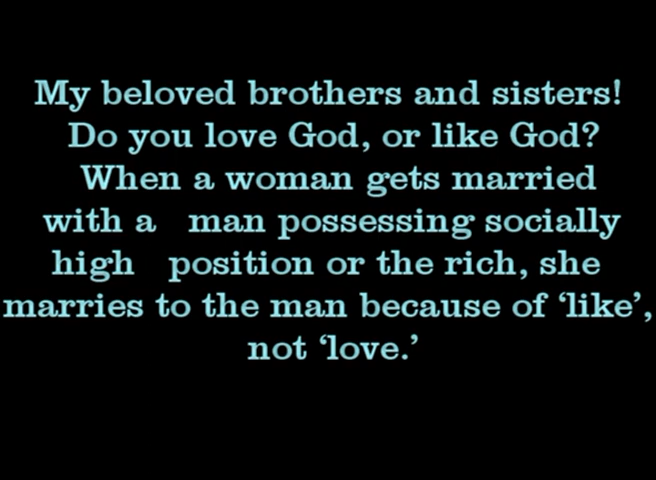 My beloved brothers and sisters!
Do you love God, or like God?
When a woman gets married
with a man possessing socially
high position or the rich, she
marries to the man because of ‘like’,
not ‘love.’